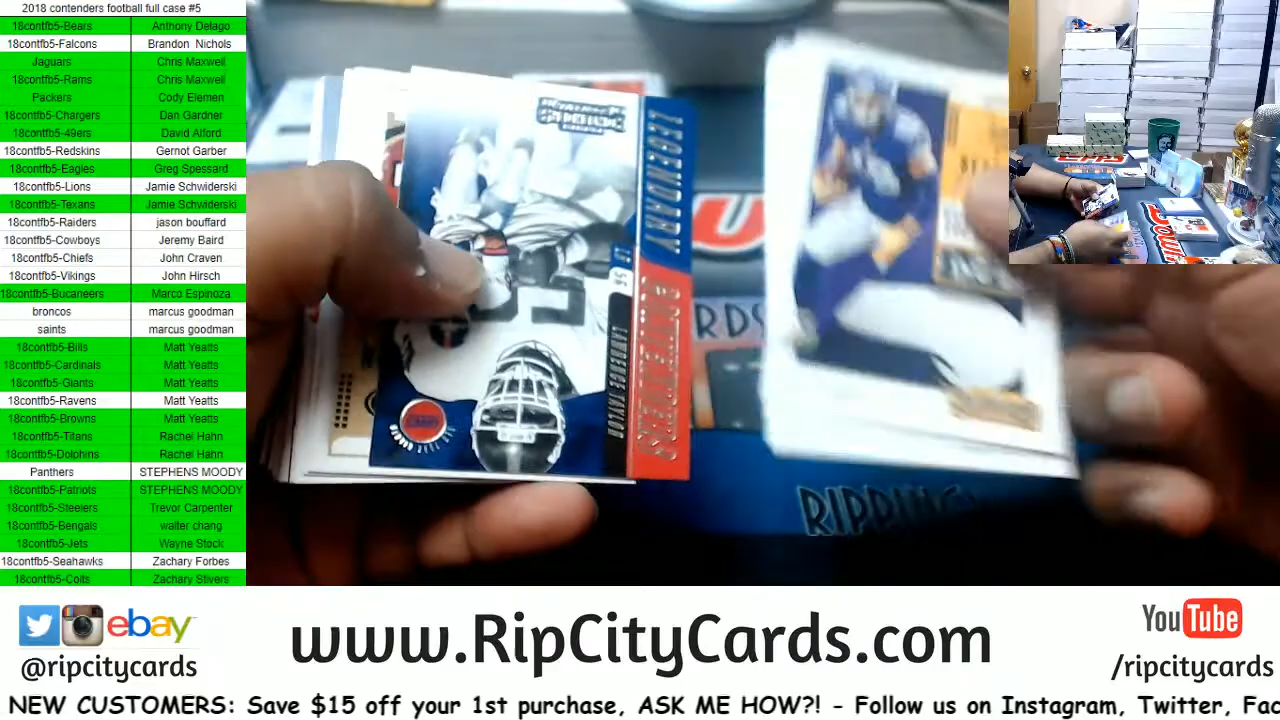 2018 contenders football full case #5
18contfb5-Bears Anthony Delago
18contfb5-Falcons Brandon Nichols
Jaguars Chris Maxwell
18contfb5-Rams Chris Maxwell
Packers Cody Elemen
18contfb5-Chargers Dan Gardner
18contfb5-49ers David Alford
18contfb5-Redskins Gernot Garber
18contfb5-Eagles Greg Spessard
18contfb5-Lions Jamie Schwiderski
18contfb5-Texans Jamie Schwiderski
18contfb5-Raiders jason bouffard
18contfb5-Cowboys Jeremy Baird
18contfb5-Chiefs John Craven
18contfb5-Vikings John Hirsch
18contfb5-Bucaneers Marco Espinoza
broncos marcus goodman
saints marcus goodman
18contfb5-Bills Matt Yeatts
18contfb5-Cardinals Matt Yeatts
18contfb5-Giants Matt Yeatts
18contfb5-Ravens Matt Yeatts
18contfb5-Browns Matt Yeatts
18contfb5-Titans Rachel Hahn
18contfb5-Dolphins Rachel Hahn
Panthers STEPHENS MOODY
18contfb5-Patriots STEPHENS MOODY
18contfb5-Steelers Trevor Carpenter
18contfb5-Bengals walter chang
18contfb5-Jets Wayne Stock
18contfb5-Seahawks Zachary Forbes
18contfb5-Colts Zachary Stivers
LEGENDARY
CONTENDERS
RIPPING
ebay
@ripcitycards
www.RipCityCards.com
YouTube
/ripcitycards
NEW CUSTOMERS: Save $15 off your 1st purchase, ASK ME HOW?! - Follow us on Instagram, Twitter, Fac